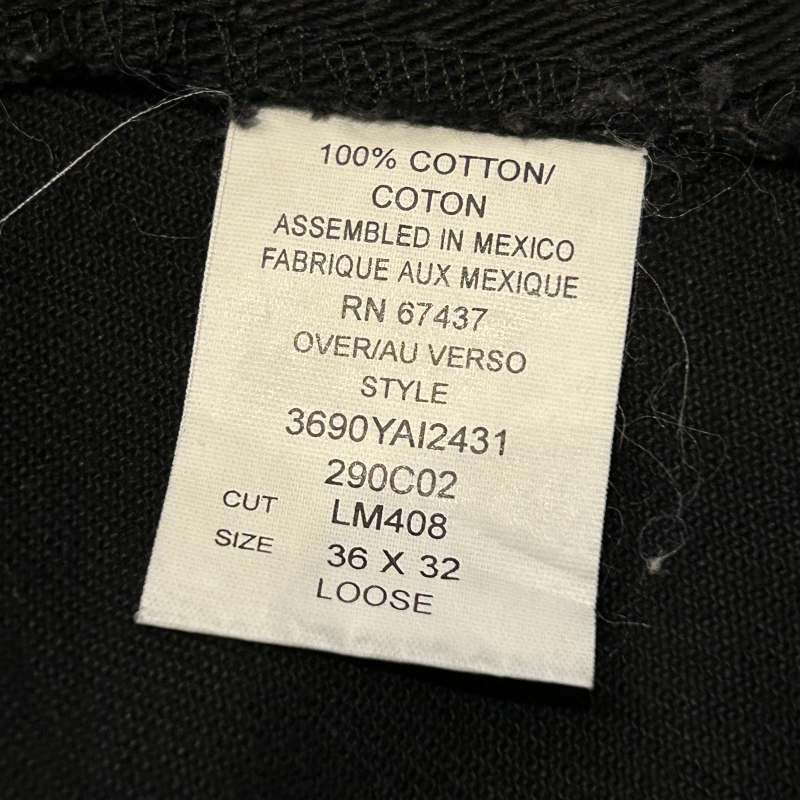 100% COTTON/
COTON
ASSEMBLED IN MEXICO
FABRIQUE AUX MEXIQUE
RN 67437
OVER/AU VERSO
STYLE
3690YAI2431
290C02
CUT LM408
SIZE 36 X 32
LOOSE